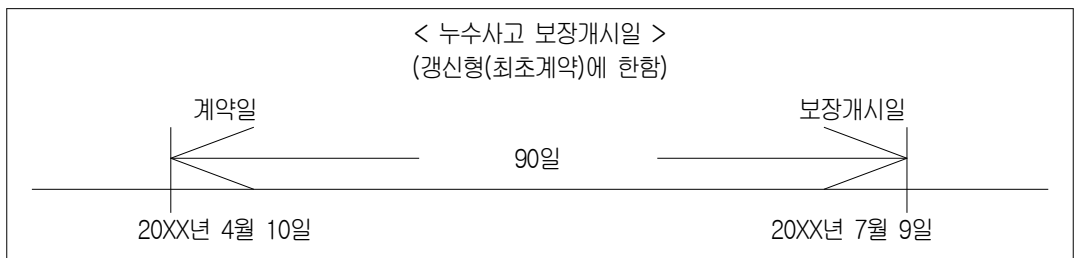 < 누수사고 보장개시일 >
(갱신형(최초계약)에 한함)
계약일 보장개시일
90일
20XX년 4월 10일 20XX년 7월 9일